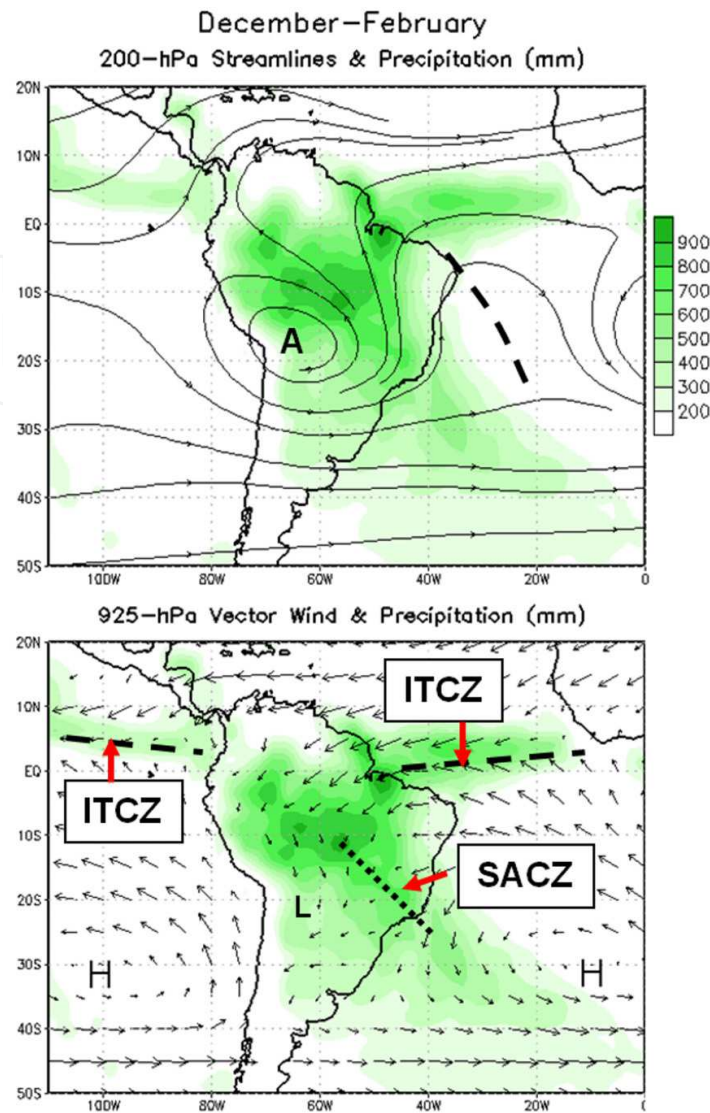 December–February
200-hPa Streamlines & Precipitation (mm)
20N
10N
EQ
10S
20S
30S
40S
50S
A
100W 80W 60W 40W 20W 0
900
800
700
600
500
400
300
200
925-hPa Vector Wind & Precipitation (mm)
20N
10N
EQ
10S
20S
30S
40S
50S
ITCZ
ITCZ
SACZ
L
H
H
100W 80W 60W 40W 20W 0